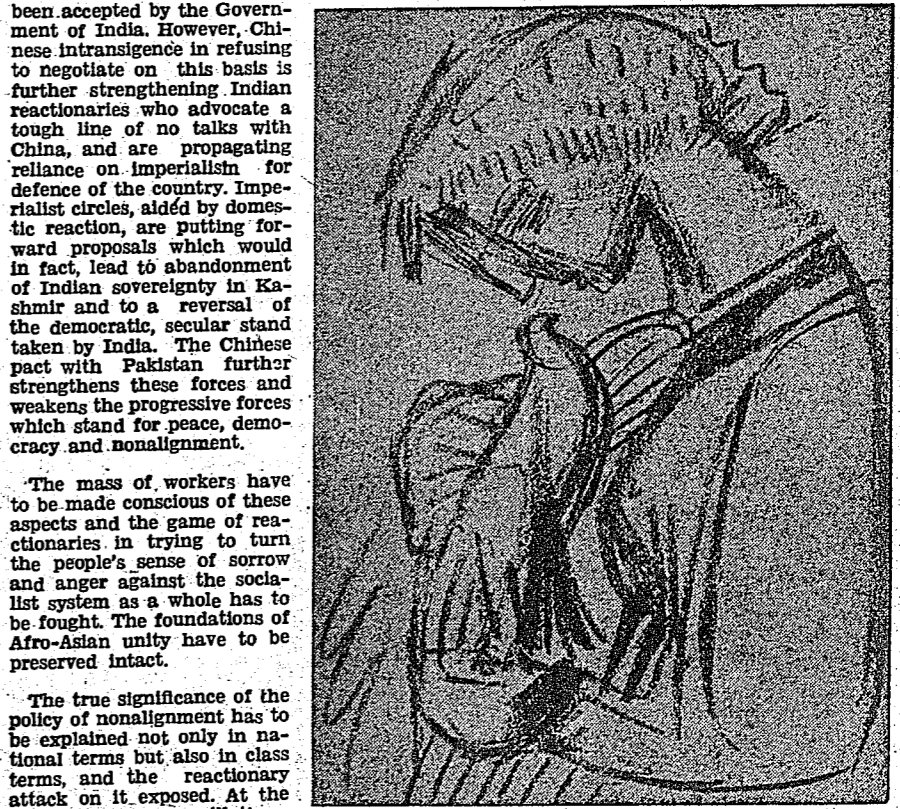 been accepted by the Govern-
ment of India. However, Chi-
nese intransigence in refusing
to negotiate on this basis is
further strengthening Indian
reactionaries who advocate a
tough line of no talks with
China, and are propagating
reliance on imperialism for
defence of the country. Impe-
rialist circles, aided by domes-
tic reaction, are putting for-
ward proposals which would
in fact, lead to abandonment
of Indian sovereignty in Ka-
shmir and to a reversal of
the democratic, secular stand
taken by India. The Chinese
pact with Pakistan further
strengthens these forces and
weakens the progressive forces
which stand for peace, demo-
cracy and nonalignment.
The mass of workers have
to be made conscious of these
aspects and the game of rea-
ctionaries in trying to turn
the people's sense of sorrow
and anger against the socia-
list system as a whole has to
be fought. The foundations of
Afro-Asian unity have to be
preserved intact.
The true significance of the
policy of nonalignment has to
be explained not only in na-
tional terms but also in class
terms, and the reactionary
attack on it exposed. At the